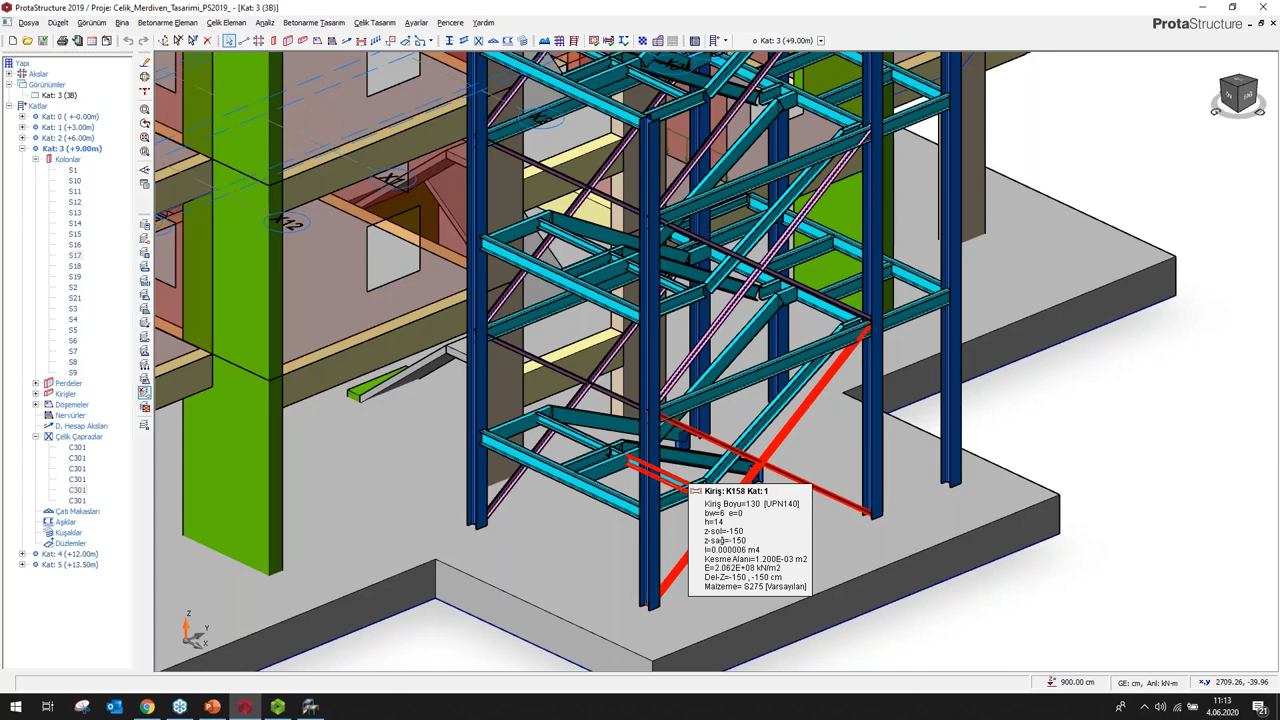 ProtaStructure 2019 / Proje: Celik_Merdiven_Tasarimi_PS2019_ - [Kat: 3 (3B)]
Dosya Düzelt Görünüm Bina Betonarme Eleman Çelik Eleman Analiz Betonarme Tasarım Çelik Tasarım Ayarlar Pencere Yardım
ProtaStructure
o Kat: 3 (+9.00m)
Yapı
Akslar
Görünümler
Kat: 3 (3B)
Katlar
Kat: 0 ( +-0.00m)
Kat: 1 (+3.00m)
Kat: 2 (+6.00m)
Kat: 3 (+9.00m)
Kolonlar
S1
S10
S11
S12
S13
S14
S15
S16
S17
S18
S19
S2
S21
S3
S4
S5
S6
S7
S8
S9
Perdeler
Kirişler
Döşemeler
Nervürler
D. Hesap Aksları
Çelik Çaprazlar
C301
C301
C301
C301
C301
C301
Çatı Makasları
Aşıklar
Kuşaklar
Düzlemler
Kat: 4 (+12.00m)
Kat: 5 (+13.50m)
X12
Kiriş: K158 Kat: 1
Kiriş Boyu=130 [UPN140]
bw=6 e=0
h=14
z-sol=-150
z-sağ=-150
I=0.000006 m4
KesmeAlanı=1.200E-03 m2
E=2.062E+08 kN/m2
Del-Z=-150 , -150 cm
Malzeme= S275 [Varsayılan]
Z
Y
X
900.00 cm
GE: cm, Anl: kN-m
x,y 2709.26, -39.96
11:13
4.06.2020
21